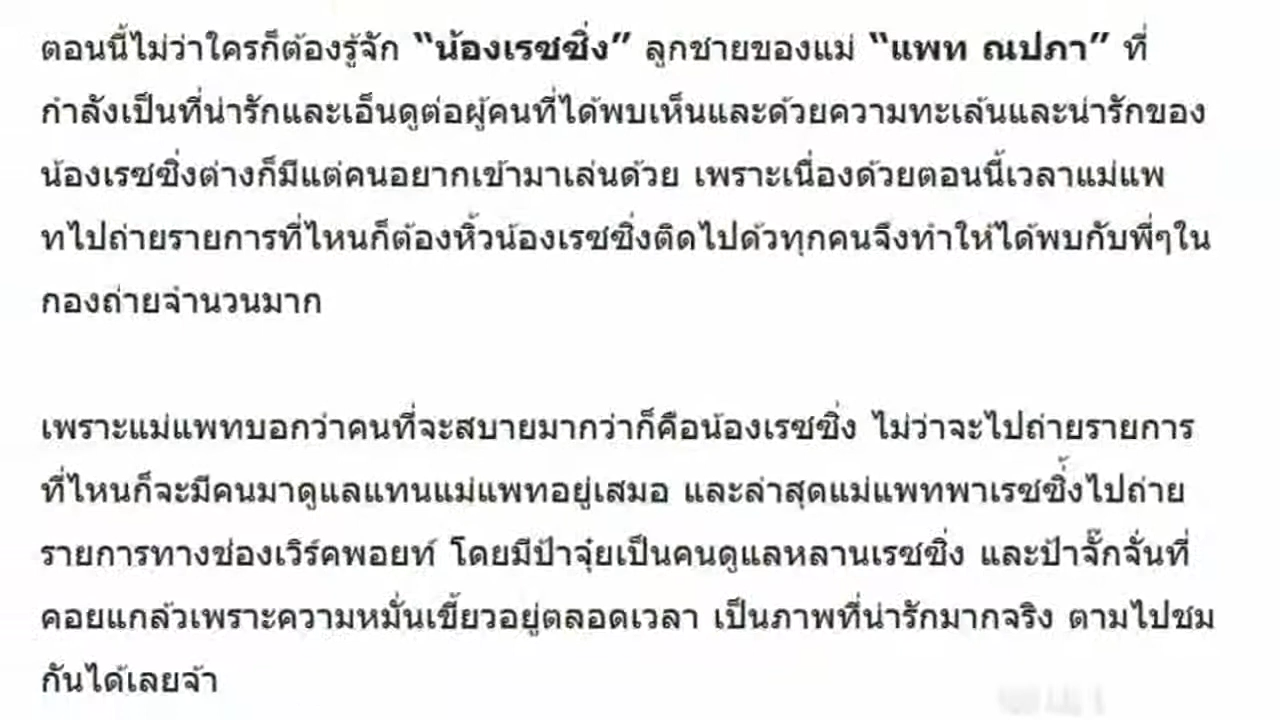 ตอนนี้ไม่ว่าใครก็ต้องรู้จัก “น้องเรซซิ่ง” ลูกชายของแม่ “แพท ณปภา” ที่
กำลังเป็นที่น่ารักและเอ็นดูต่อผู้คนที่ได้พบเห็นและด้วยความทะเล้นและน่ารักของ
น้องเรซซิ่งต่างก็มีแต่คนอยากเข้ามาเล่นด้วย เพราะเนื่องด้วยตอนนี้เวลาแม่แพ
ทไปถ่ายรายการที่ไหนก็ต้องหิ้วน้องเรซซิ่งติดไปด้วทุกคนจึงทำให้ได้พบกับพี่ๆใน
กองถ่ายจำนวนมาก
เพราะแม่แพทบอกว่าคนที่จะสบายมากว่าก็คือน้องเรซซิ่ง ไม่ว่าจะไปถ่ายรายการ
ที่ไหนก็จะมีคนมาดูแลแทนแม่แพทอยู่เสมอ และล่าสุดแม่แพทพาเรซซิ่้งไปถ่าย
รายการทางช่องเวิร์คพอยท์ โดยมีป้าจุ๋ยเป็นคนดูแลหลานเรซซิ่ง และป้าจั๊กจั่นที่
คอยแกล้วเพราะความหมั่นเขี้ยวอยู่ตลอดเวลา เป็นภาพที่น่ารักมากจริง ตามไปชม
กันได้เลยจ้า